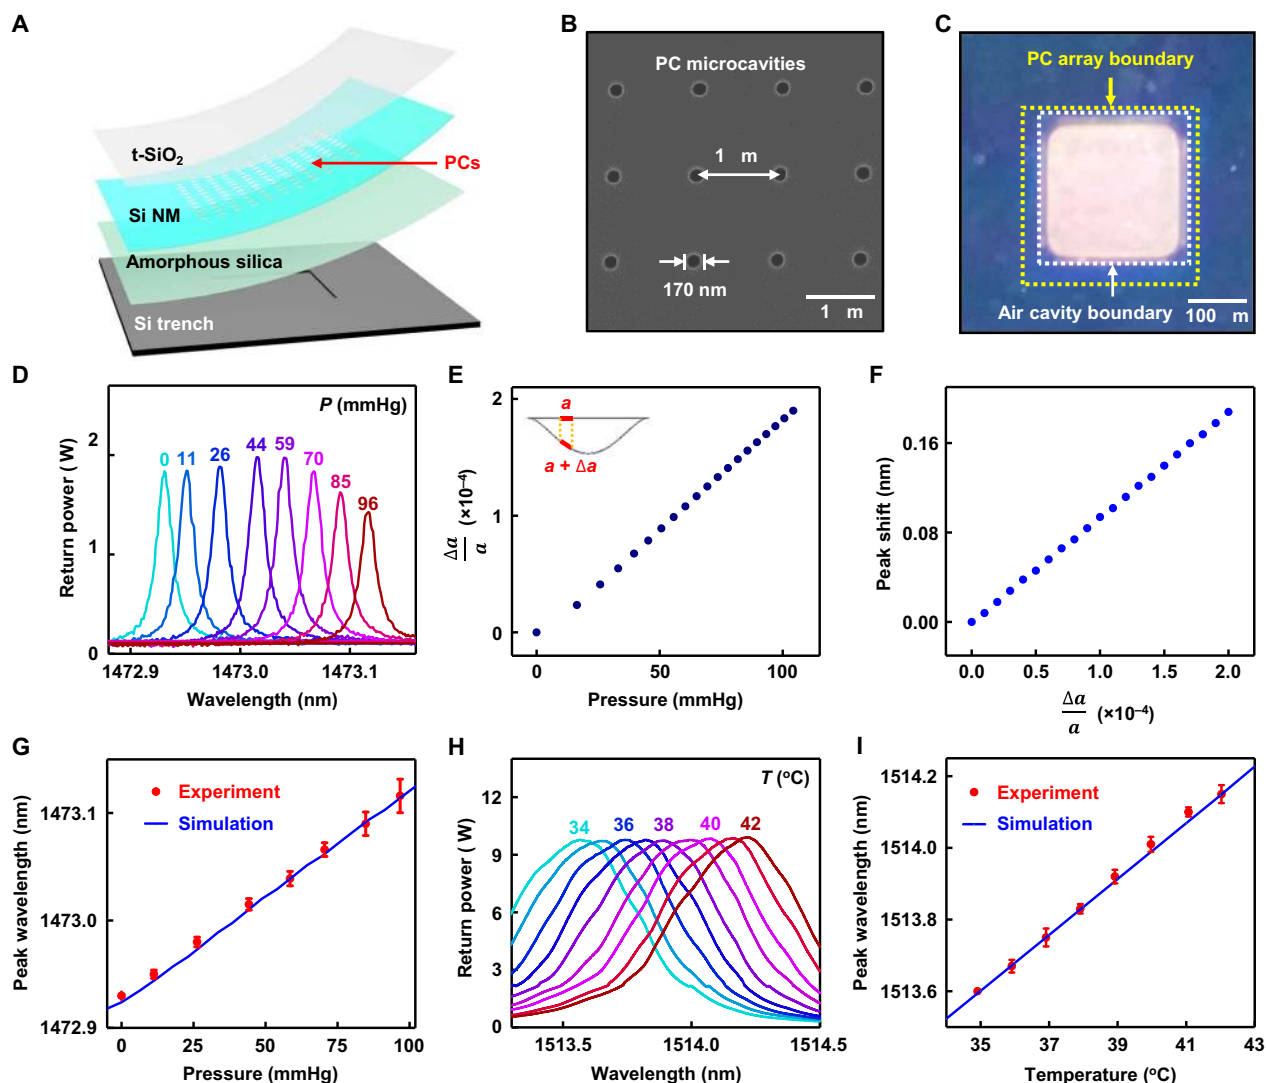 A
t-SiO2
PCs
Si NM
Amorphous silica
Si trench
B
PC microcavities
1 m
170 nm
1 m
C
PC array boundary
Air cavity boundary
100 m
D
P (mmHg)
0 11 26 44 59 70 85 96
Return power ( W)
2
1
0
1472.9 1473.0 1473.1
Wavelength (nm)
E
a
a + Δa
Δa/a (×10–4)
2
1
0
0 50 100
Pressure (mmHg)
F
Peak shift (nm)
0.16
0.08
0.00
0.0 0.5 1.0 1.5 2.0
Δa/a (×10–4)
G
Experiment
Simulation
Peak wavelength (nm)
1473.1
1473.0
1472.9
0 25 50 75 100
Pressure (mmHg)
H
T (oC)
34 36 38 40 42
Return power ( W)
12
9
6
3
0
1513.5 1514.0 1514.5
Wavelength (nm)
I
Experiment
Simulation
Peak wavelength (nm)
1514.2
1514.0
1513.8
1513.6
35 37 39 41 43
Temperature (oC)